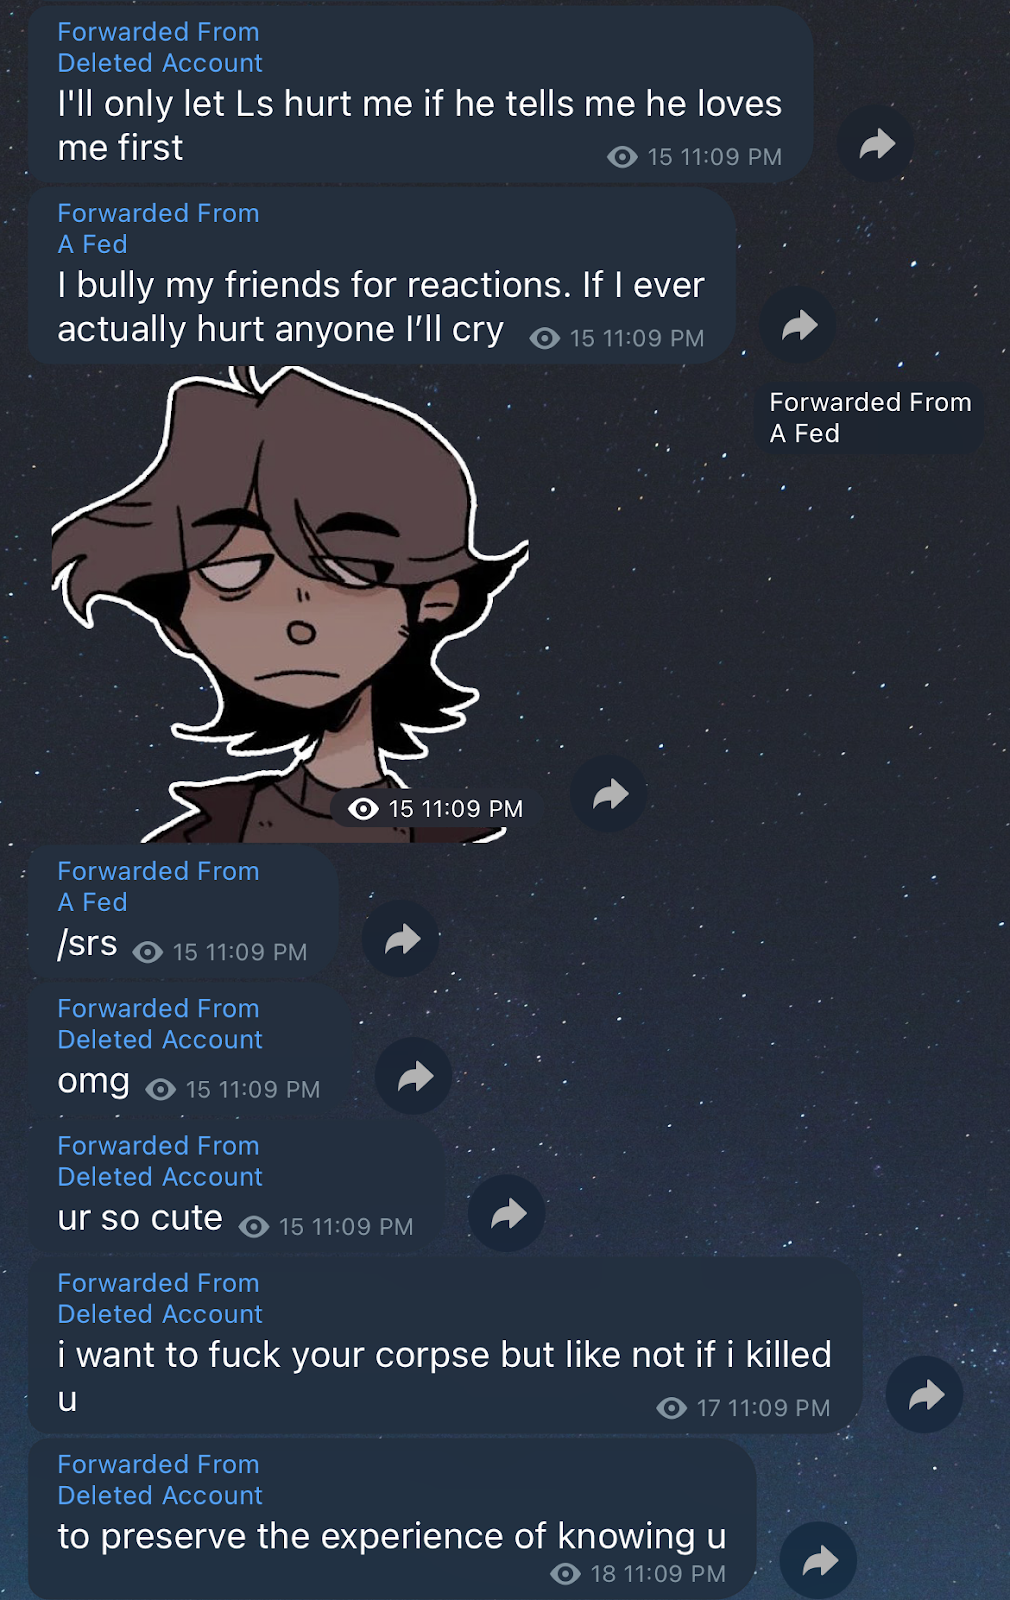 Forwarded From
Deleted Account
I'll only let Ls hurt me if he tells me he loves
me first
15 11:09 PM
Forwarded From
A Fed
I bully my friends for reactions. If I ever
actually hurt anyone I’ll cry
15 11:09 PM
Forwarded From
A Fed
15 11:09 PM
Forwarded From
A Fed
/srs
15 11:09 PM
Forwarded From
Deleted Account
omg
15 11:09 PM
Forwarded From
Deleted Account
ur so cute
15 11:09 PM
Forwarded From
Deleted Account
i want to fuck your corpse but like not if i killed
u
17 11:09 PM
Forwarded From
Deleted Account
to preserve the experience of knowing u
18 11:09 PM